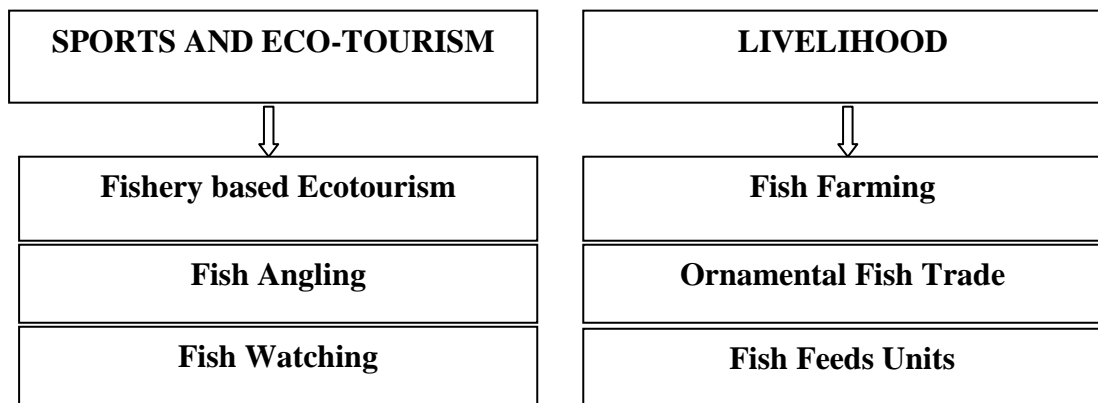 SPORTS AND ECO-TOURISM
Fishery based Ecotourism
Fish Angling
Fish Watching
LIVELIHOOD
Fish Farming
Ornamental Fish Trade
Fish Feeds Units